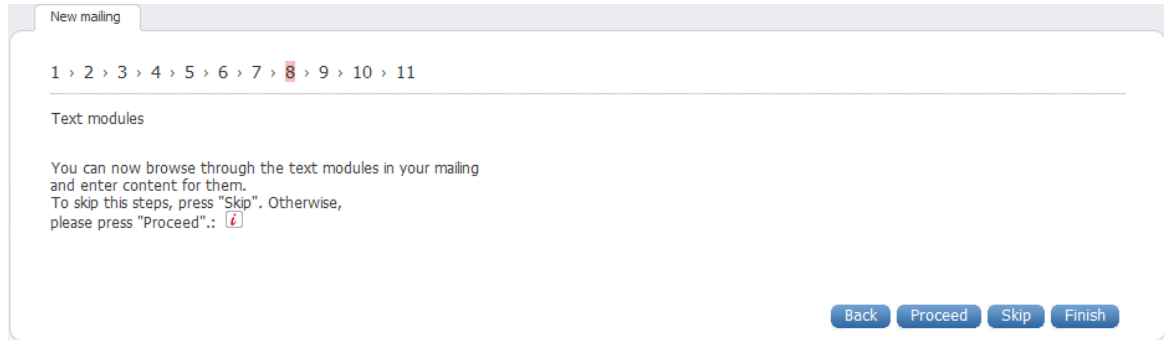 New mailing
1 › 2 › 3 › 4 › 5 › 6 › 7 › 8 › 9 › 10 › 11
Text modules
You can now browse through the text modules in your mailing
and enter content for them.
To skip this steps, press "Skip". Otherwise,
please press "Proceed".: i
Back Proceed Skip Finish